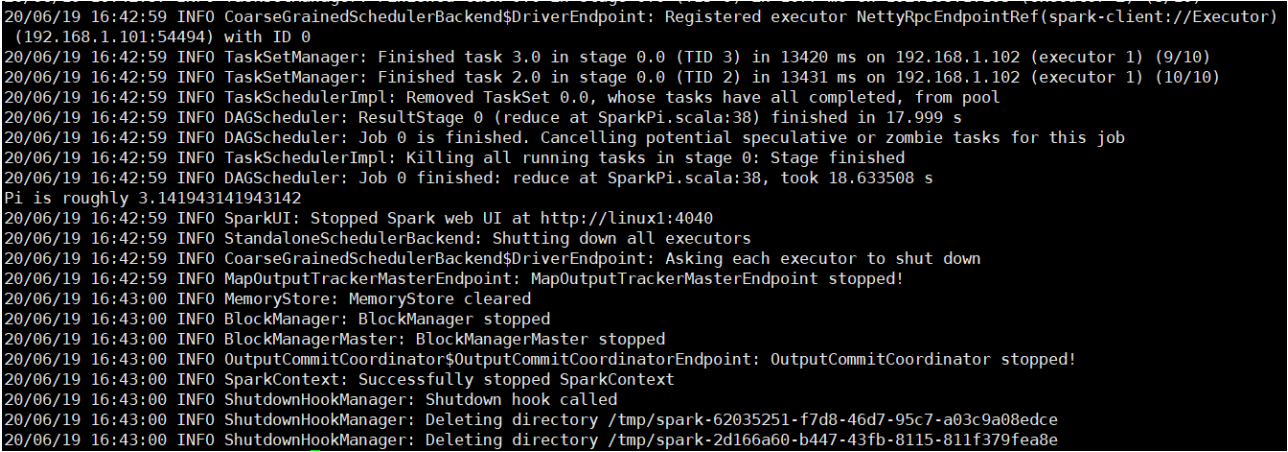 20/06/19 16:42:59 INFO CoarseGrainedSchedulerBackend$DriverEndpoint: Registered executor NettyRpcEndpointRef(spark-client://Executor)
(192.168.1.101:54494) with ID 0
20/06/19 16:42:59 INFO TaskSetManager: Finished task 3.0 in stage 0.0 (TID 3) in 13420 ms on 192.168.1.102 (executor 1) (9/10)
20/06/19 16:42:59 INFO TaskSetManager: Finished task 2.0 in stage 0.0 (TID 2) in 13431 ms on 192.168.1.102 (executor 1) (10/10)
20/06/19 16:42:59 INFO TaskSchedulerImpl: Removed TaskSet 0.0, whose tasks have all completed, from pool
20/06/19 16:42:59 INFO DAGScheduler: ResultStage 0 (reduce at SparkPi.scala:38) finished in 17.999 s
20/06/19 16:42:59 INFO DAGScheduler: Job 0 is finished. Cancelling potential speculative or zombie tasks for this job
20/06/19 16:42:59 INFO TaskSchedulerImpl: Killing all running tasks in stage 0: Stage finished
20/06/19 16:42:59 INFO DAGScheduler: Job 0 finished: reduce at SparkPi.scala:38, took 18.633508 s
Pi is roughly 3.141943141943142
20/06/19 16:42:59 INFO SparkUI: Stopped Spark web UI at http://linux1:4040
20/06/19 16:42:59 INFO StandaloneSchedulerBackend: Shutting down all executors
20/06/19 16:42:59 INFO CoarseGrainedSchedulerBackend$DriverEndpoint: Asking each executor to shut down
20/06/19 16:42:59 INFO MapOutputTrackerMasterEndpoint: MapOutputTrackerMasterEndpoint stopped!
20/06/19 16:43:00 INFO MemoryStore: MemoryStore cleared
20/06/19 16:43:00 INFO BlockManager: BlockManager stopped
20/06/19 16:43:00 INFO BlockManagerMaster: BlockManagerMaster stopped
20/06/19 16:43:00 INFO OutputCommitCoordinator$OutputCommitCoordinatorEndpoint: OutputCommitCoordinator stopped!
20/06/19 16:43:00 INFO SparkContext: Successfully stopped SparkContext
20/06/19 16:43:00 INFO ShutdownHookManager: Shutdown hook called
20/06/19 16:43:00 INFO ShutdownHookManager: Deleting directory /tmp/spark-62035251-f7d8-46d7-95c7-a03c9a08edce
20/06/19 16:43:00 INFO ShutdownHookManager: Deleting directory /tmp/spark-2d166a60-b447-43fb-8115-811f379fea8e